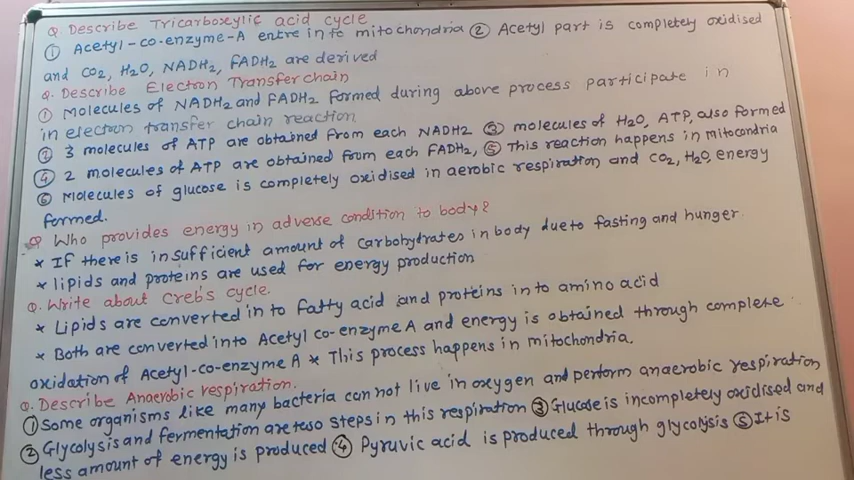 Q Describe Tricarboxylic acid cycle
① Acetyl-co-enzyme-A entre in to mitochondria ② Acetyl part is completely oxidised
and CO2, H2O, NADH2, FADH2 are derived
Q. Describe Electron Transfer chain
① Molecules of NADH2 and FADH2 formed during above process participate in
in electron transfer chain reaction
② 3 molecules of ATP are obtained from each NADH2 ③ molecules of H2O, ATP, also formed
④ 2 molecules of ATP are obtained from each FADH2, ⑤ This reaction happens in mitocondria
⑥ Molecules of glucose is completely oxidised in aerobic respiration and CO2, H2O, energy
formed.
Q Who provides energy in adverse condition to body?
* If there is insufficient amount of carbohydrates in body due to fasting and hunger
* lipids and proteins are used for energy production
Q. Write about Creb's cycle.
* Lipids are converted in to fatty acid and proteins in to amino acid
* Both are converted into Acetyl co-enzyme A and energy is obtained through complete
oxidation of Acetyl-co-enzyme A * This process happens in mitochondria.
Q. Describe Anaerobic respiration.
① Some organisms like many bacteria can not live in oxygen and perform anaerobic respiration
② Glycolysis and fermentation are two steps in this respiration ③ Glucose is incompletely oxidised and
less amount of energy is produced ④ Pyruvic acid is produced through glycolysis ⑤ It is